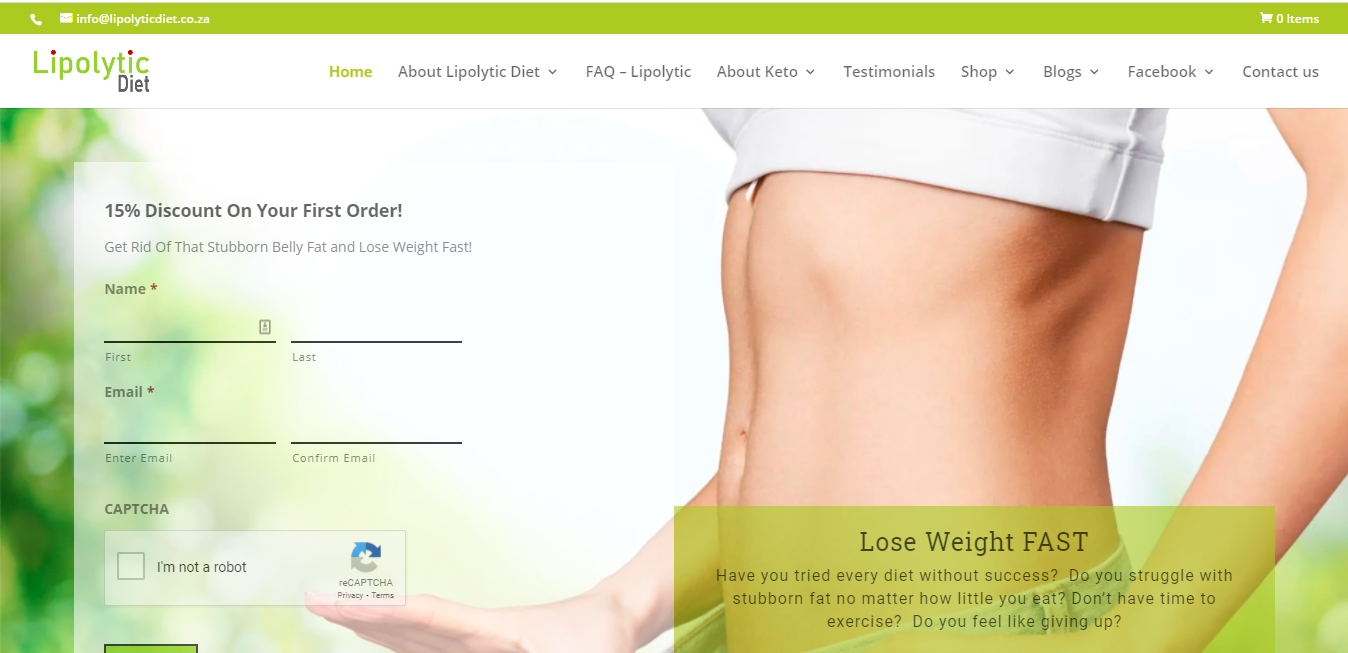 info@lipolyticdiet.co.za
0 Items
Lipolytic
Diet
Home
About Lipolytic Diet
FAQ – Lipolytic
About Keto
Testimonials
Shop
Blogs
Facebook
Contact us
15% Discount On Your First Order!
Get Rid Of That Stubborn Belly Fat and Lose Weight Fast!
Name *
First
Last
Email *
Enter Email
Confirm Email
CAPTCHA
I'm not a robot
reCAPTCHA
Privacy - Terms
Lose Weight FAST
Have you tried every diet without success?  Do you struggle with
stubborn fat no matter how little you eat? Don’t have time to
exercise?  Do you feel like giving up?